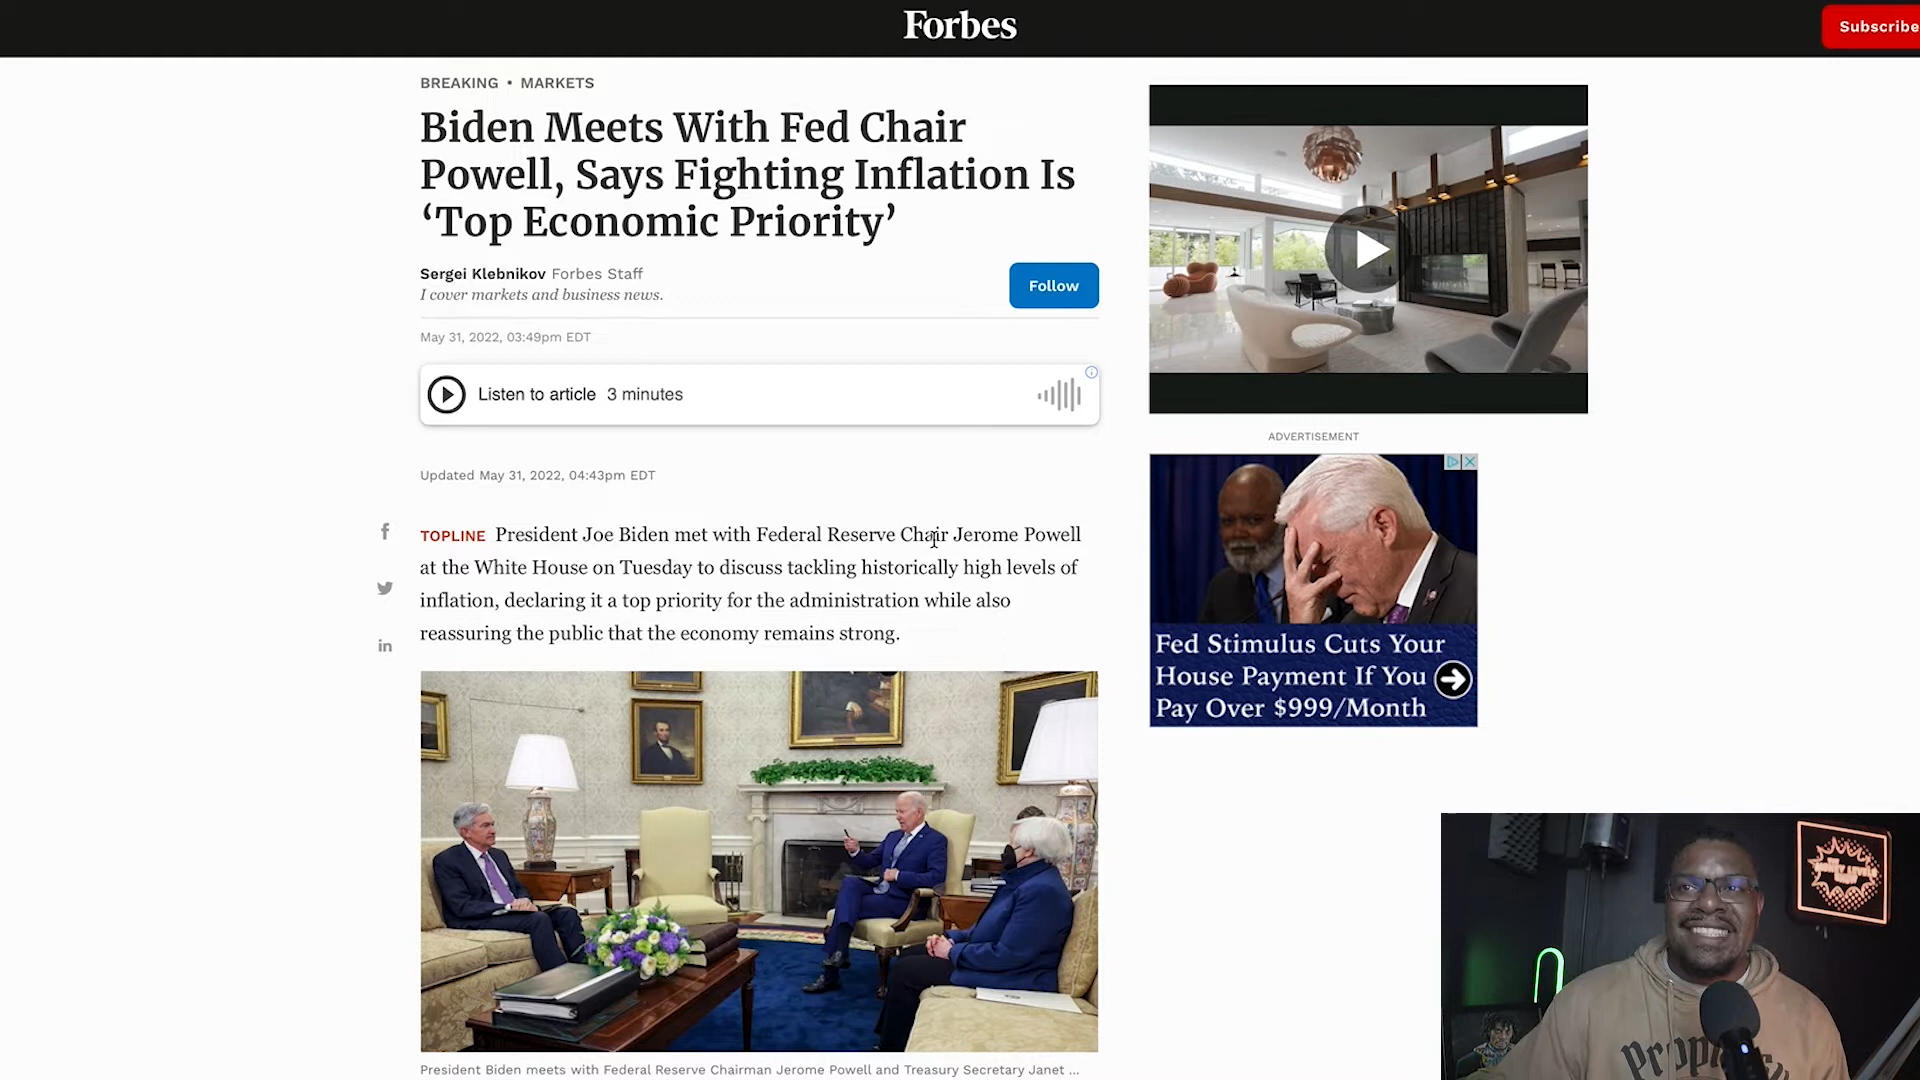 Forbes
Subscribe
BREAKING • MARKETS
Biden Meets With Fed Chair
Powell, Says Fighting Inflation Is
‘Top Economic Priority’
Sergei Klebnikov Forbes Staff
I cover markets and business news.
Follow
May 31, 2022, 03:49pm EDT
Listen to article 3 minutes
Updated May 31, 2022, 04:43pm EDT
TOPLINE President Joe Biden met with Federal Reserve Chair Jerome Powell
at the White House on Tuesday to discuss tackling historically high levels of
inflation, declaring it a top priority for the administration while also
reassuring the public that the economy remains strong.
President Biden meets with Federal Reserve Chairman Jerome Powell and Treasury Secretary Janet ...
ADVERTISEMENT
Fed Stimulus Cuts Your
House Payment If You
Pay Over $999/Month